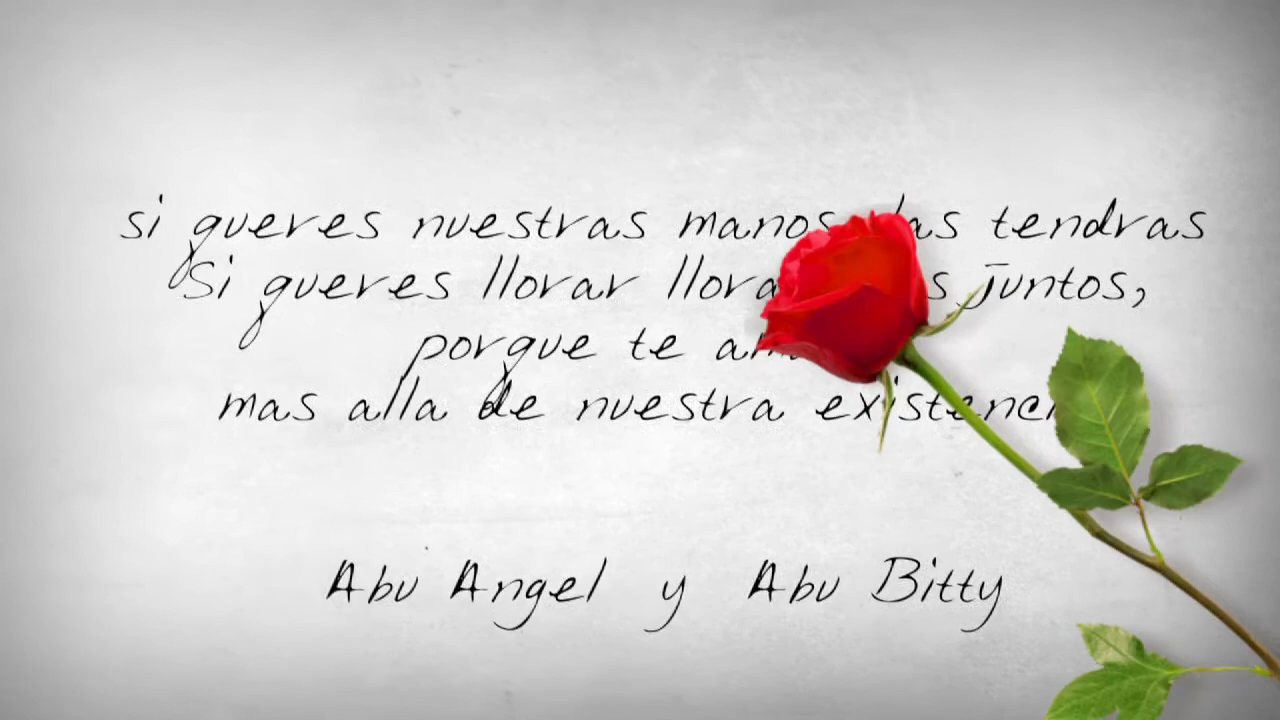 si queres nuestras manos las tendras
Si queres llorar juntos,
porque te
mas alla de nuestra
Abu Angel y Abu Bitty